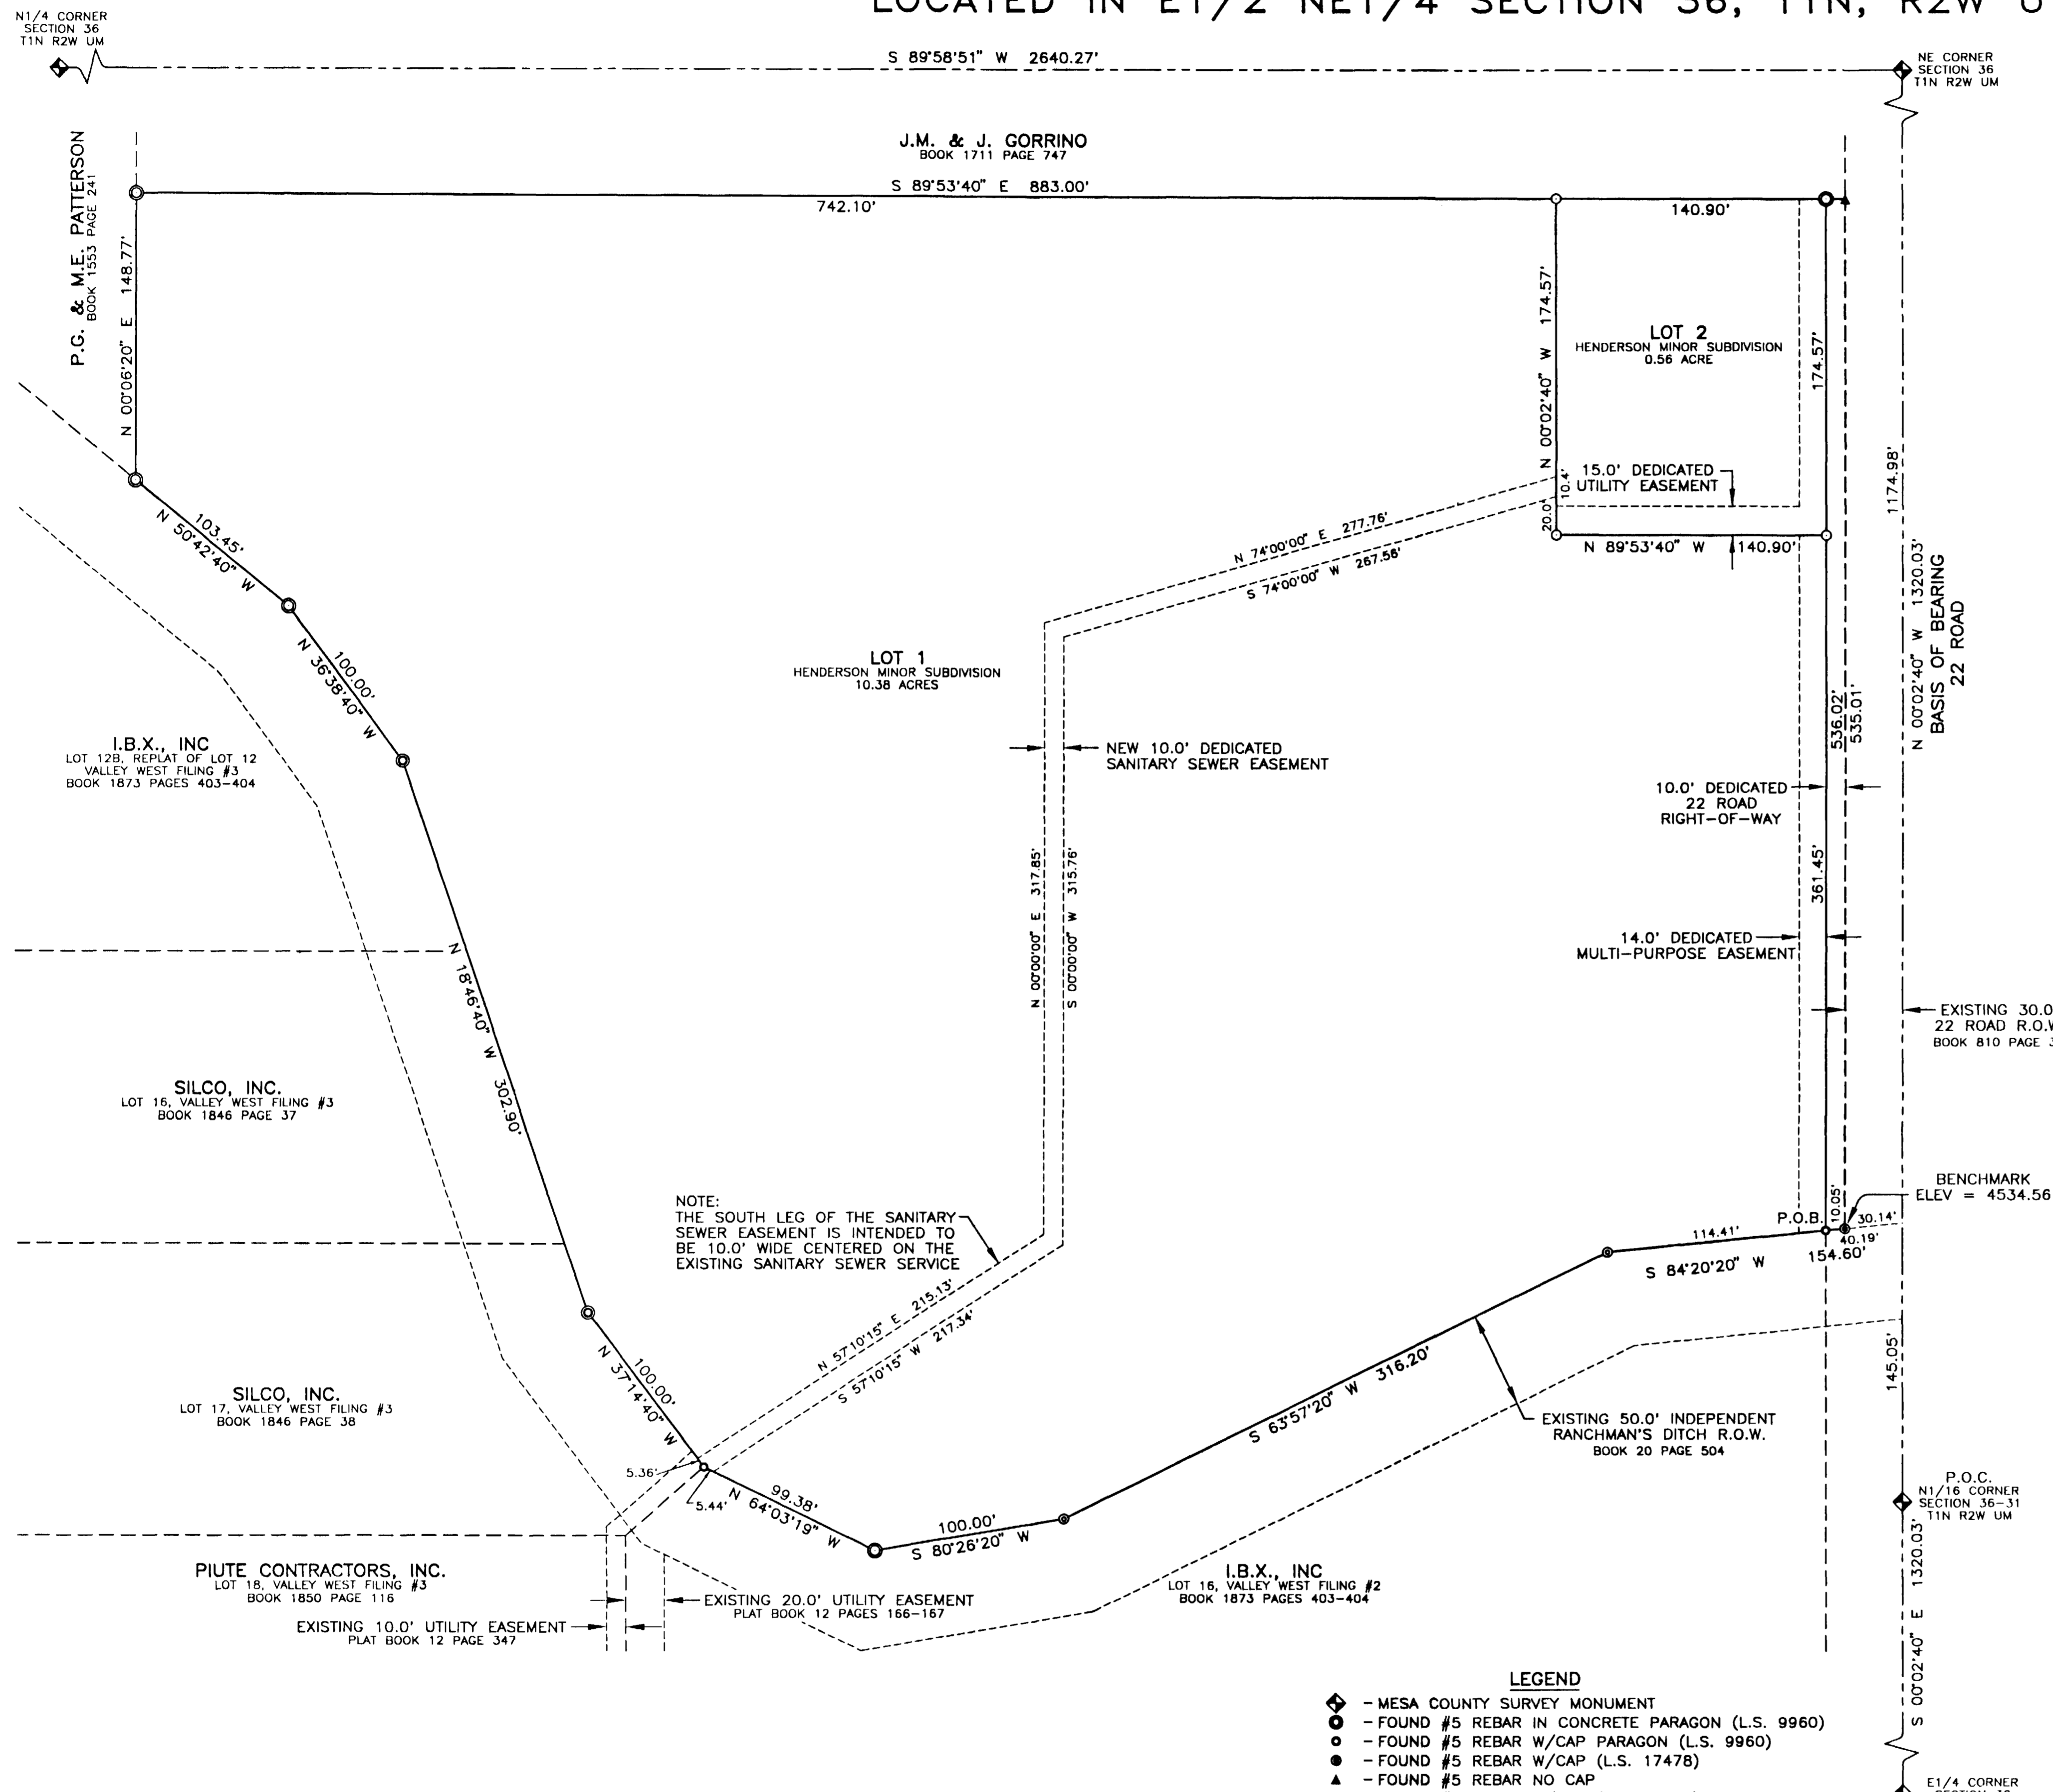 LOCATED IN E1/2 NE1/4 SECTION 36, T1N, R2W U
N1/4 CORNER
SECTION 36
T1N R2W UM
S 89°58'51" W 2640.27'
NE CORNER
SECTION 36
T1N R2W UM
P.G. & M.E. PATTERSON
BOOK 1553 PAGE 241
J.M. & J. GORRINO
BOOK 1711 PAGE 747
S 89°53'40" E 883.00'
742.10'
140.90'
N 00°06'20" E 148.77'
N 00°02'40" W 174.57'
LOT 2
HENDERSON MINOR SUBDIVISION
0.56 ACRE
174.57'
15.0' DEDICATED
UTILITY EASEMENT
10.4'
20.0'
N 89°53'40" W 140.90'
1174.98'
N 00°02'40" W 1320.03'
BASIS OF BEARING
22 ROAD
103.45'
N 50°42'40" W
N 74°00'00" E 277.76'
S 74°00'00" W 267.56'
100.00'
N 36°38'40" W
LOT 1
HENDERSON MINOR SUBDIVISION
10.38 ACRES
536.02'
535.01'
I.B.X., INC
LOT 12B, REPLAT OF LOT 12
VALLEY WEST FILING #3
BOOK 1873 PAGES 403-404
NEW 10.0' DEDICATED
SANITARY SEWER EASEMENT
10.0' DEDICATED
22 ROAD
RIGHT-OF-WAY
N 00°00'00" E 317.85'
S 00°00'00" W 315.76'
361.45'
14.0' DEDICATED
MULTI-PURPOSE EASEMENT
N 18°46'40" W 302.90'
EXISTING 30.0
22 ROAD R.O.W
BOOK 810 PAGE
SILCO, INC.
LOT 16, VALLEY WEST FILING #3
BOOK 1846 PAGE 37
BENCHMARK
ELEV = 4534.56
NOTE:
THE SOUTH LEG OF THE SANITARY
SEWER EASEMENT IS INTENDED TO
BE 10.0' WIDE CENTERED ON THE
EXISTING SANITARY SEWER SERVICE
P.O.B.
10.05'
30.14'
40.19'
114.41'
154.60'
S 84°20'20" W
N 57°10'15" E 215.13'
S 57°10'15" W 217.34'
100.00'
N 37°14'40" W
S 63°57'20" W 316.20'
145.05'
SILCO, INC.
LOT 17, VALLEY WEST FILING #3
BOOK 1846 PAGE 38
EXISTING 50.0' INDEPENDENT
RANCHMAN'S DITCH R.O.W.
BOOK 20 PAGE 504
5.36'
5.44'
99.38'
N 64°03'19" W
100.00'
S 80°26'20" W
P.O.C.
N1/16 CORNER
SECTION 36-31
T1N R2W UM
PIUTE CONTRACTORS, INC.
LOT 18, VALLEY WEST FILING #3
BOOK 1850 PAGE 116
I.B.X., INC
LOT 16, VALLEY WEST FILING #2
BOOK 1873 PAGES 403-404
EXISTING 20.0' UTILITY EASEMENT
PLAT BOOK 12 PAGES 166-167
EXISTING 10.0' UTILITY EASEMENT
PLAT BOOK 12 PAGE 347
S 00°02'40" E 1320.03'
LEGEND
- MESA COUNTY SURVEY MONUMENT
- FOUND #5 REBAR IN CONCRETE PARAGON (L.S. 9960)
- FOUND #5 REBAR W/CAP PARAGON (L.S. 9960)
- FOUND #5 REBAR W/CAP (L.S. 17478)
- FOUND #5 REBAR NO CAP
E1/4 CORNER